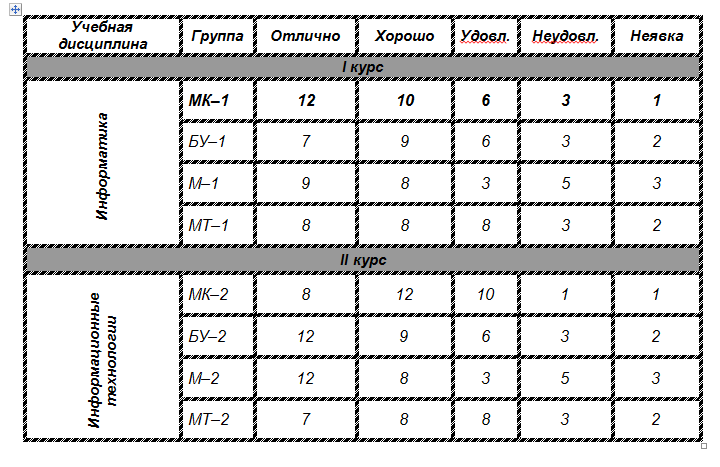 Учебная дисциплина Группа Отлично Хорошо Удовл. Неудовл. Неявка
I курс
Информатика
МК–1 12 10 6 3 1
БУ–1 7 9 6 3 2
М–1 9 8 3 5 3
МТ–1 8 8 8 3 2
II курс
Информационные
технологии
МК–2 8 12 10 1 1
БУ–2 12 9 6 3 2
М–2 12 8 3 5 3
МТ–2 7 8 8 3 2